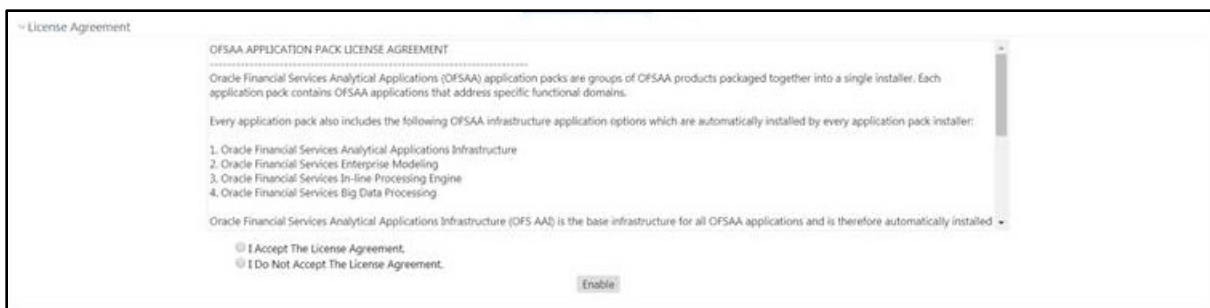 License Agreement
OFSAA APPLICATION PACK LICENSE AGREEMENT
--------------------------------------------------------------------------------
Oracle Financial Services Analytical Applications (OFSAA) application packs are groups of OFSAA products packaged together into a single installer. Each
application pack contains OFSAA applications that address specific functional domains.
Every application pack also includes the following OFSAA infrastructure application options which are automatically installed by every application pack installer:
1. Oracle Financial Services Analytical Applications Infrastructure
2. Oracle Financial Services Enterprise Modeling
3. Oracle Financial Services In-line Processing Engine
4. Oracle Financial Services Big Data Processing
Oracle Financial Services Analytical Applications Infrastructure (OFS AAI) is the base infrastructure for all OFSAA applications and is therefore automatically installed
I Accept The License Agreement.
I Do Not Accept The License Agreement.
Enable